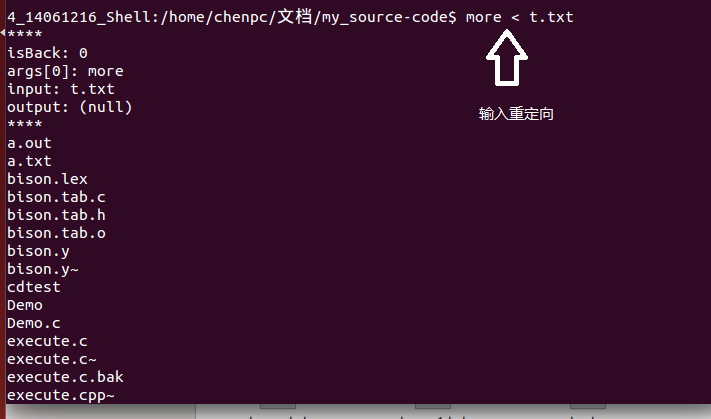 4_14061216_Shell:/home/chenpc/文档/my_source-code$ more < t.txt
****
isBack: 0
args[0]: more
input: t.txt
output: (null)
****
输入重定向
a.out
a.txt
bison.lex
bison.tab.c
bison.tab.h
bison.tab.o
bison.y
bison.y~
cdtest
Demo
Demo.c
execute.c
execute.c~
execute.c.bak
execute.cpp~